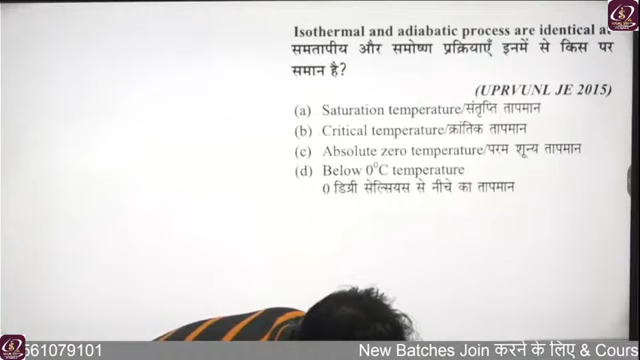 Isothermal and adiabatic process are identical at
समतापीय और समोष्णा प्रक्रियाएँ इनमें से किस पर
समान है?
(UPRVUNL JE 2015)
(a) Saturation temperature/संतृप्ति तापमान
(b) Critical temperature/क्रांतिक तापमान
(c) Absolute zero temperature/परम शून्य तापमान
(d) Below 0°C temperature
0 डिग्री सेल्सियस से नीचे का तापमान
561079101
New Batches Join करने के लिए & Cours